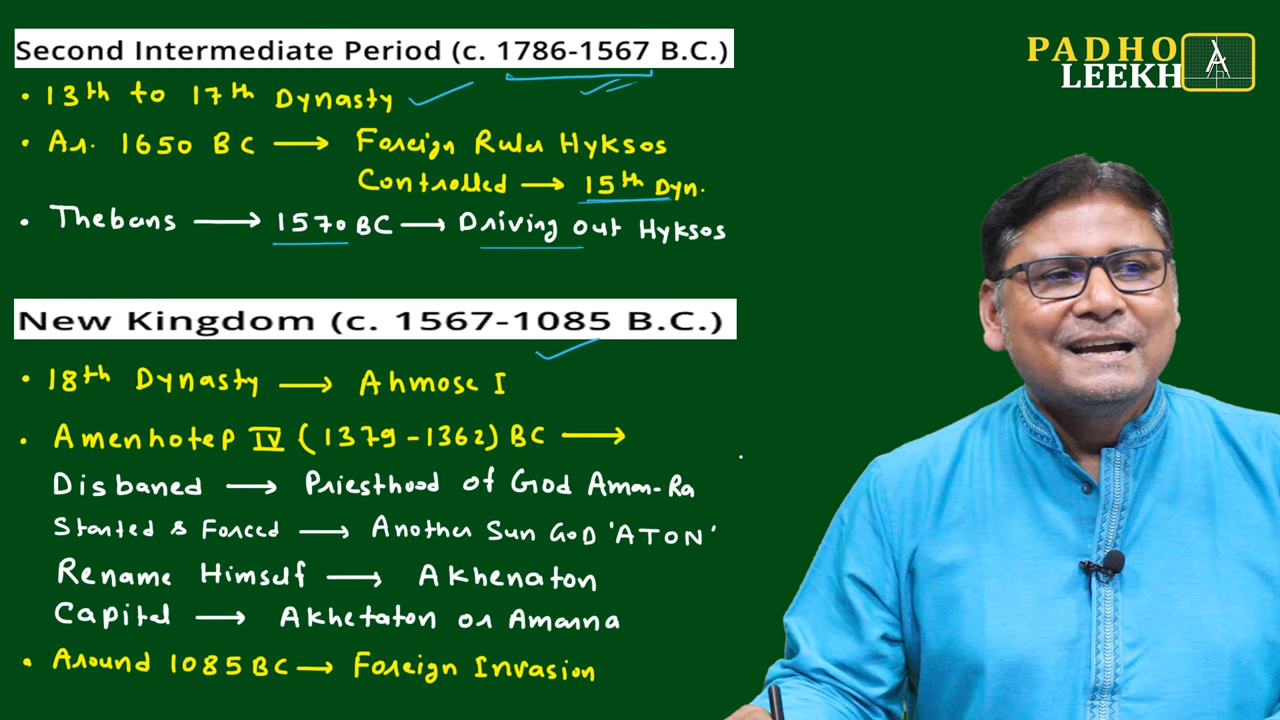 Second Intermediate Period (c. 1786-1567 B.C.)
PADHO
LEEKH
• 13th to 17th Dynasty
• Ar. 1650 BC → Foreign Ruler Hyksos
Controlled → 15th Dyn.
• Thebans → 1570 BC → Driving out Hyksos
New Kingdom (c. 1567-1085 B.C.)
• 18th Dynasty → Ahmose I
• Amenhotep IV (1379-1362) BC →
Disbaned → Priesthood of God Amon-Ra
Started & Forced → Another Sun GoD 'ATON'
Rename Himself → Akhenaton
Capital → Akhetaton or Amarna
• Around 1085 BC → Foreign Invasion